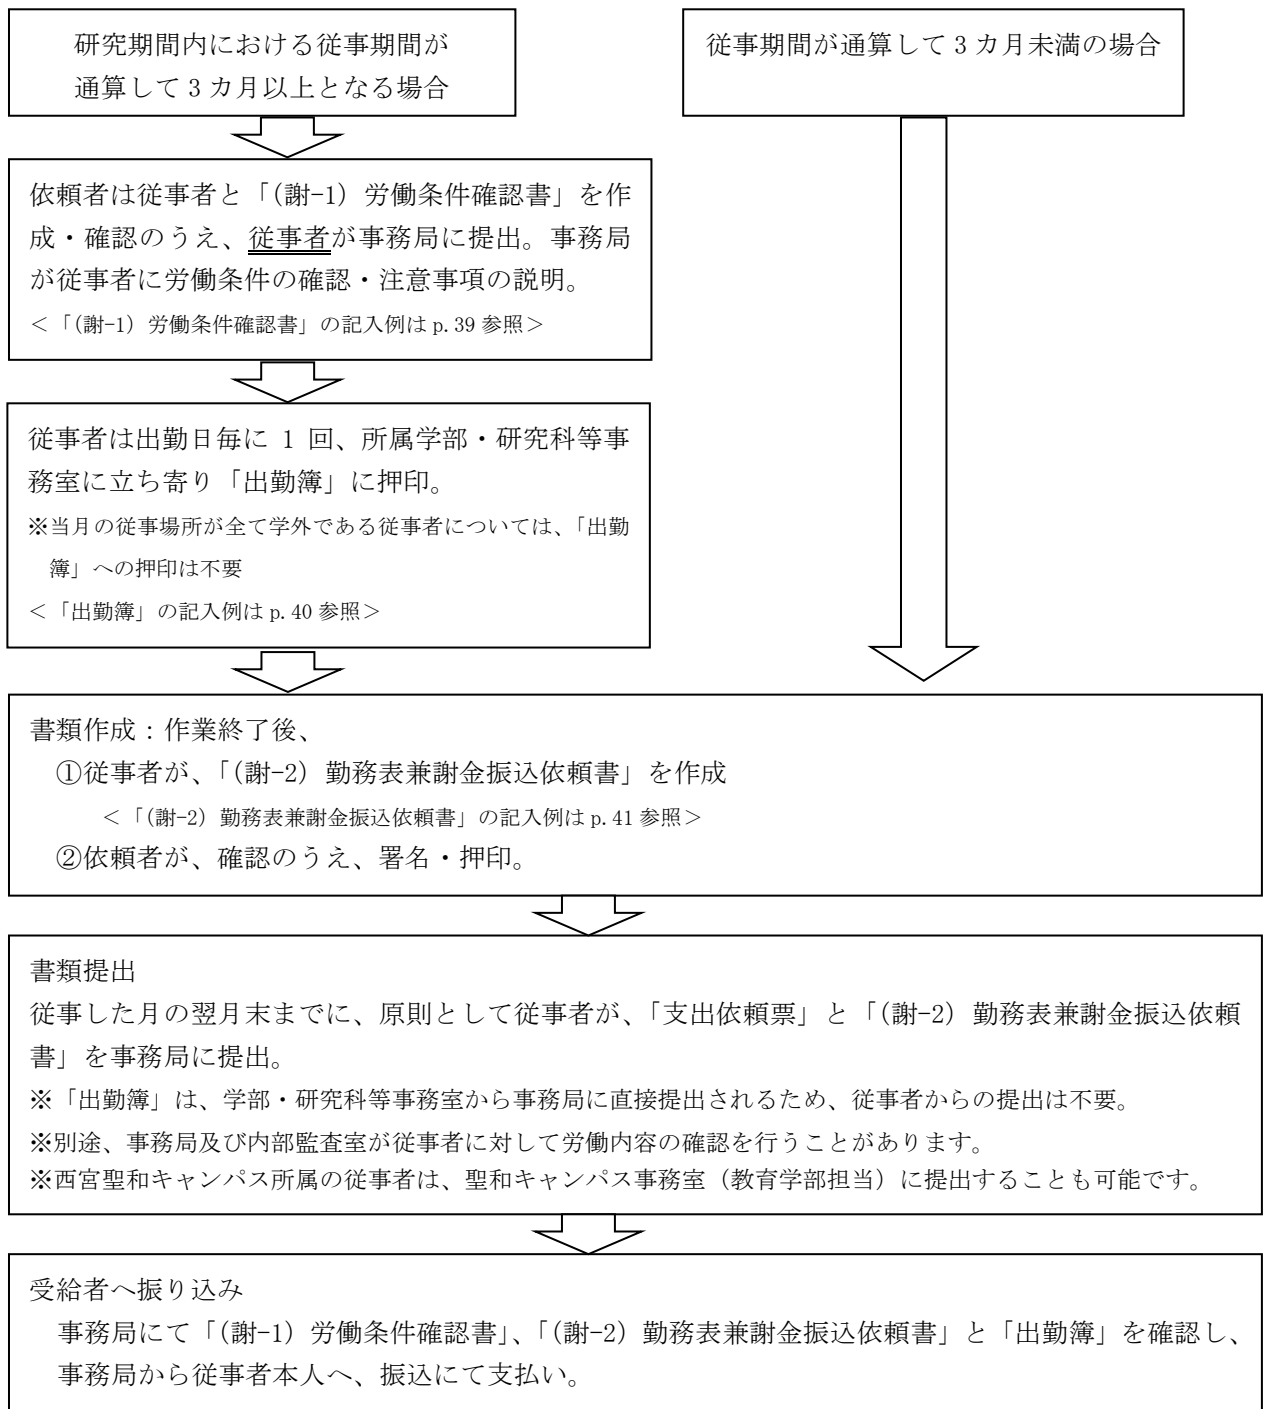 研究期間内における従事期間が
通算して3カ月以上となる場合
従事期間が通算して3カ月未満の場合
依頼者は従事者と「(謝-1) 労働条件確認書」を作
成・確認のうえ、従事者が事務局に提出。事務局
が従事者に労働条件の確認・注意事項の説明。
＜「(謝-1) 労働条件確認書」の記入例は p.39 参照＞
従事者は出勤日毎に 1 回、所属学部・研究科等事
務室に立ち寄り「出勤簿」に押印。
※当月の従事場所が全て学外である従事者については、「出勤
簿」への押印は不要
＜「出勤簿」の記入例は p.40 参照＞
書類作成：作業終了後、
①従事者が、「(謝-2) 勤務表兼謝金振込依頼書」を作成
＜「(謝-2) 勤務表兼謝金振込依頼書」の記入例は p.41 参照＞
②依頼者が、確認のうえ、署名・押印。
書類提出
従事した月の翌月末までに、原則として従事者が、「支出依頼票」と「(謝-2) 勤務表兼謝金振込依頼
書」を事務局に提出。
※「出勤簿」は、学部・研究科等事務室から事務局に直接提出されるため、従事者からの提出は不要。
※別途、事務局及び内部監査室が従事者に対して労働内容の確認を行うことがあります。
※西宮聖和キャンパス所属の従事者は、聖和キャンパス事務室（教育学部担当）に提出することも可能です。
受給者へ振り込み
事務局にて「(謝-1) 労働条件確認書」、「(謝-2) 勤務表兼謝金振込依頼書」と「出勤簿」を確認し、
事務局から従事者本人へ、振込にて支払い。